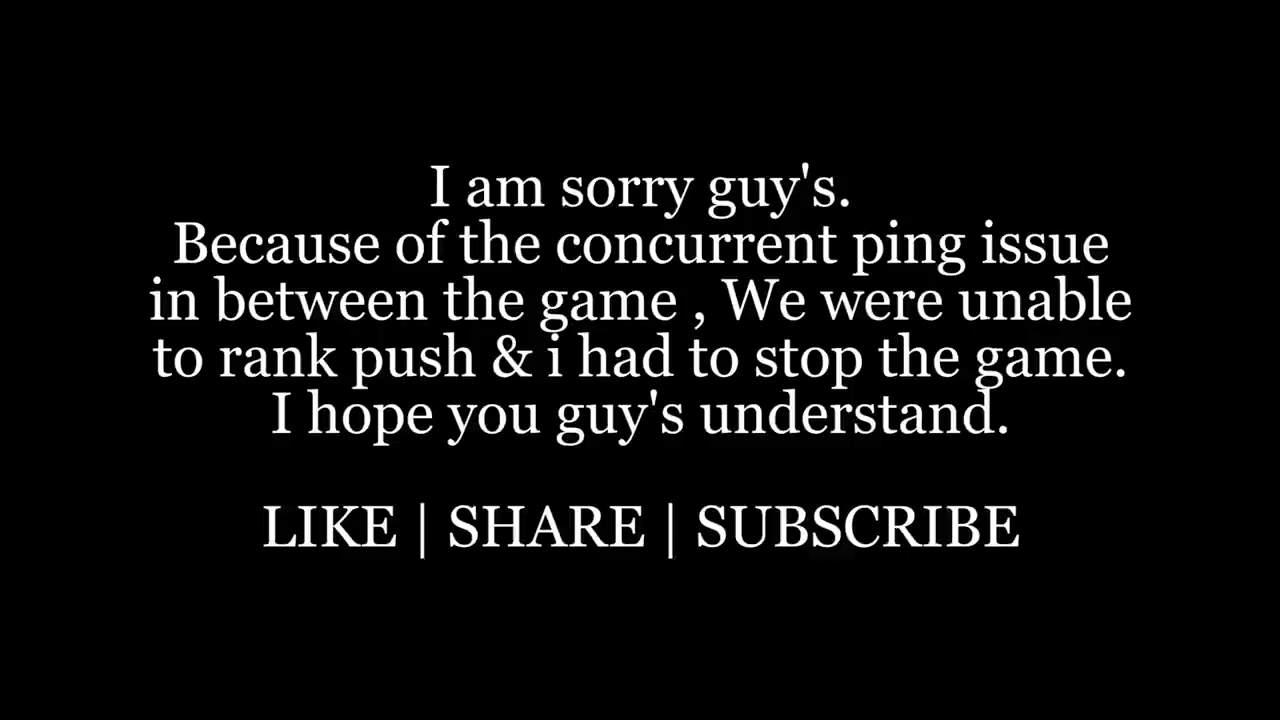 I am sorry guy's.
Because of the concurrent ping issue
in between the game , We were unable
to rank push & i had to stop the game.
I hope you guy's understand.
LIKE | SHARE | SUBSCRIBE